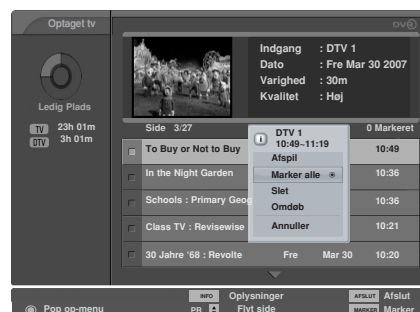 Optaget tv
DVB
Indgang : DTV 1
Dato : Fre Mar 30 2007
Varighed : 30m
Kvalitet : Høj
Ledig Plads
TV 23h 01m
DTV 3h 01m
Side 3/27
0 Markeret
DTV 1
10:49~11:19
Afspil
Marker alle
Slet
Omdøb
Annuller
To Buy or Not to Buy 10:49
In the Night Garden 10:36
Schools : Primary Geog 10:36
Class TV : Revisewise 10:21
30 Jahre '68 : Revolte Fre Mar 30 10:20
INFO Oplysninger AFSLUT Afslut
Pop op-menu PR Flyt side MARKER Marker